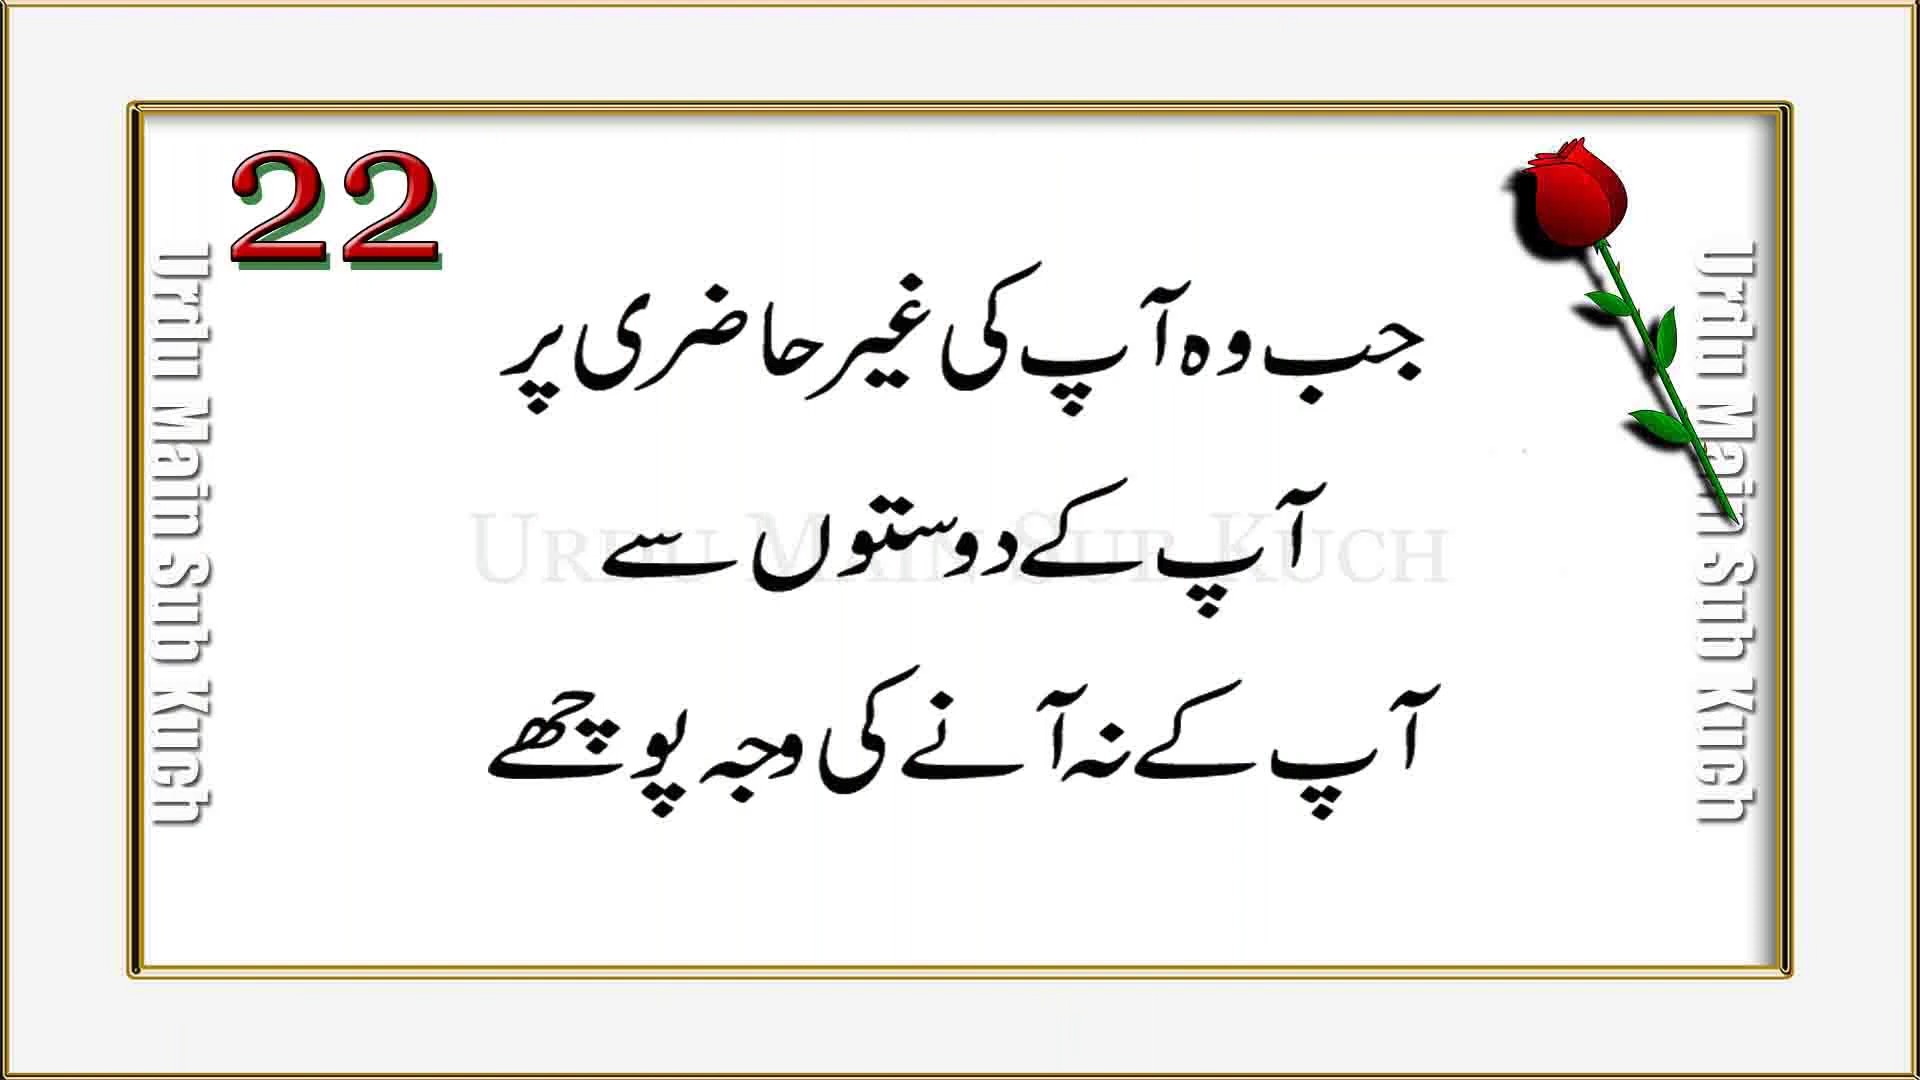 22
جب وہ آپ کی غیر حاضری پر
آپ کے دوستوں سے
آپ کے نہ آنے کی وجہ پوچھے
Urdu Main Sub Kuch
Urdu Main Sub Kuch
Urdu Main Sub Kuch